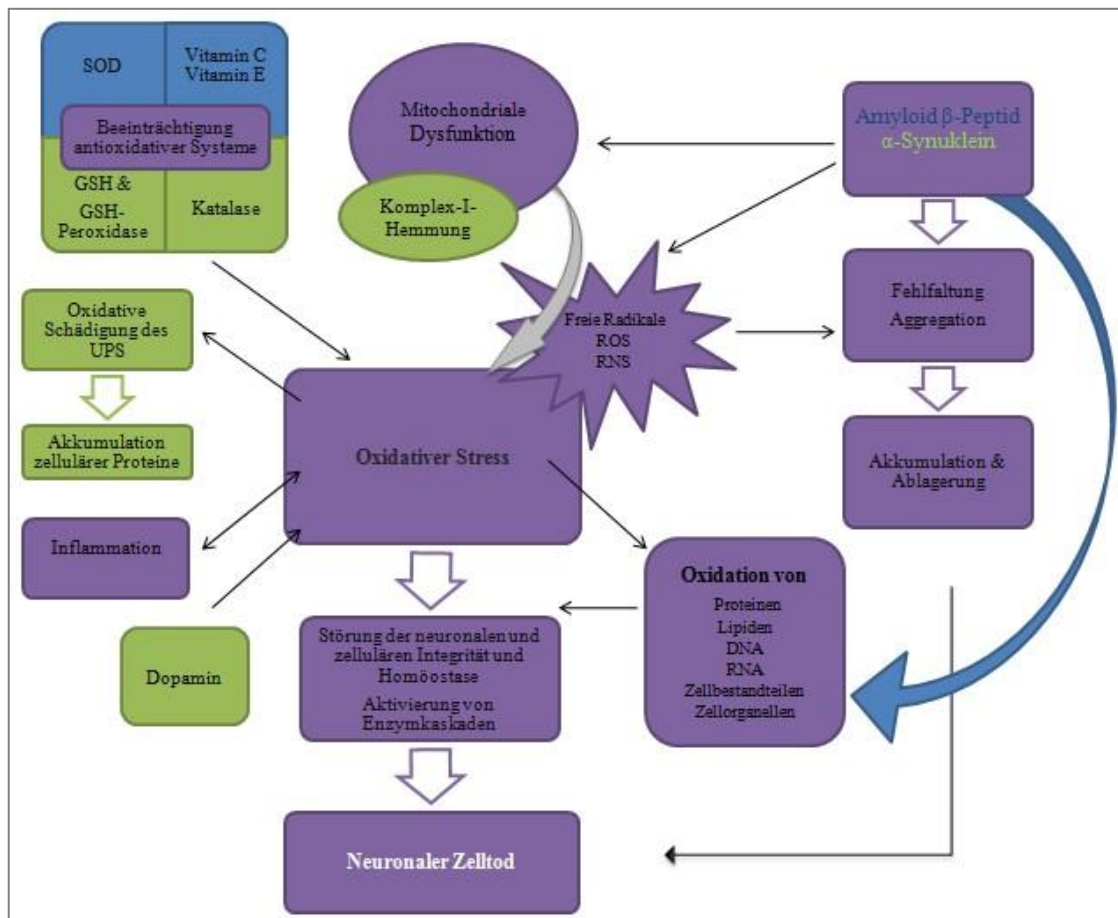 SOD
Vitamin C
Vitamin E
Beeinträchtigung
antioxidativer Systeme
GSH &
GSH-
Peroxidase
Katalase
Mitochondriale
Dysfunktion
Komplex-I-
Hemmung
Amyloid β-Peptid
α-Synuklein
Freie Radikale
ROS
RNS
Fehlfaltung
Aggregation
Oxidative
Schädigung des
UPS
Akkumulation
zellulärer Proteine
Oxidativer Stress
Akkumulation &
Ablagerung
Inflammation
Dopamin
Oxidation von
Proteinen
Lipiden
DNA
RNA
Zellbestandteilen
Zellorganellen
Störung der neuronalen und
zellulären Integrität und
Homöostase
Aktivierung von
Enzymkaskaden
Neuronaler Zelltod